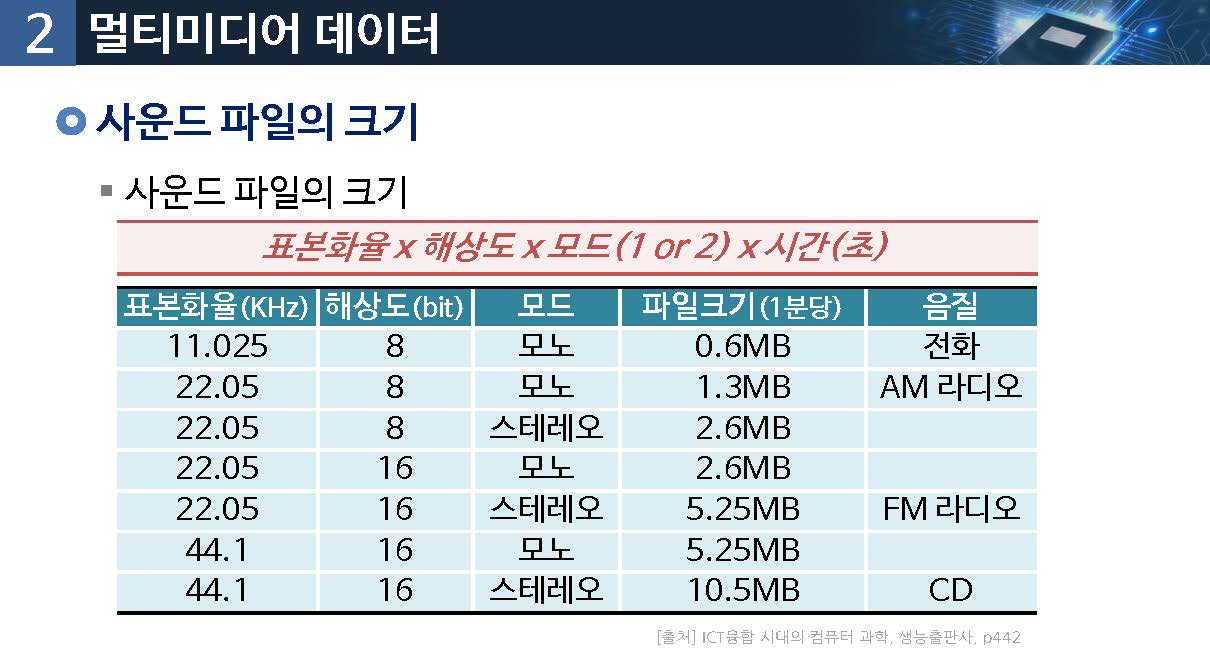 2 멀티미디어 데이터
사운드 파일의 크기
사운드 파일의 크기
표본화율 x 해상도 x 모드(1 or 2) x 시간(초)
표본화율(KHz) 해상도(bit) 모드 파일크기(1분당) 음질
11.025 8 모노 0.6MB 전화
22.05 8 모노 1.3MB AM 라디오
22.05 8 스테레오 2.6MB
22.05 16 모노 2.6MB
22.05 16 스테레오 5.25MB FM 라디오
44.1 16 모노 5.25MB
44.1 16 스테레오 10.5MB CD
[출처] ICT융합 시대의 컴퓨터 과학, 생능출판사, p442